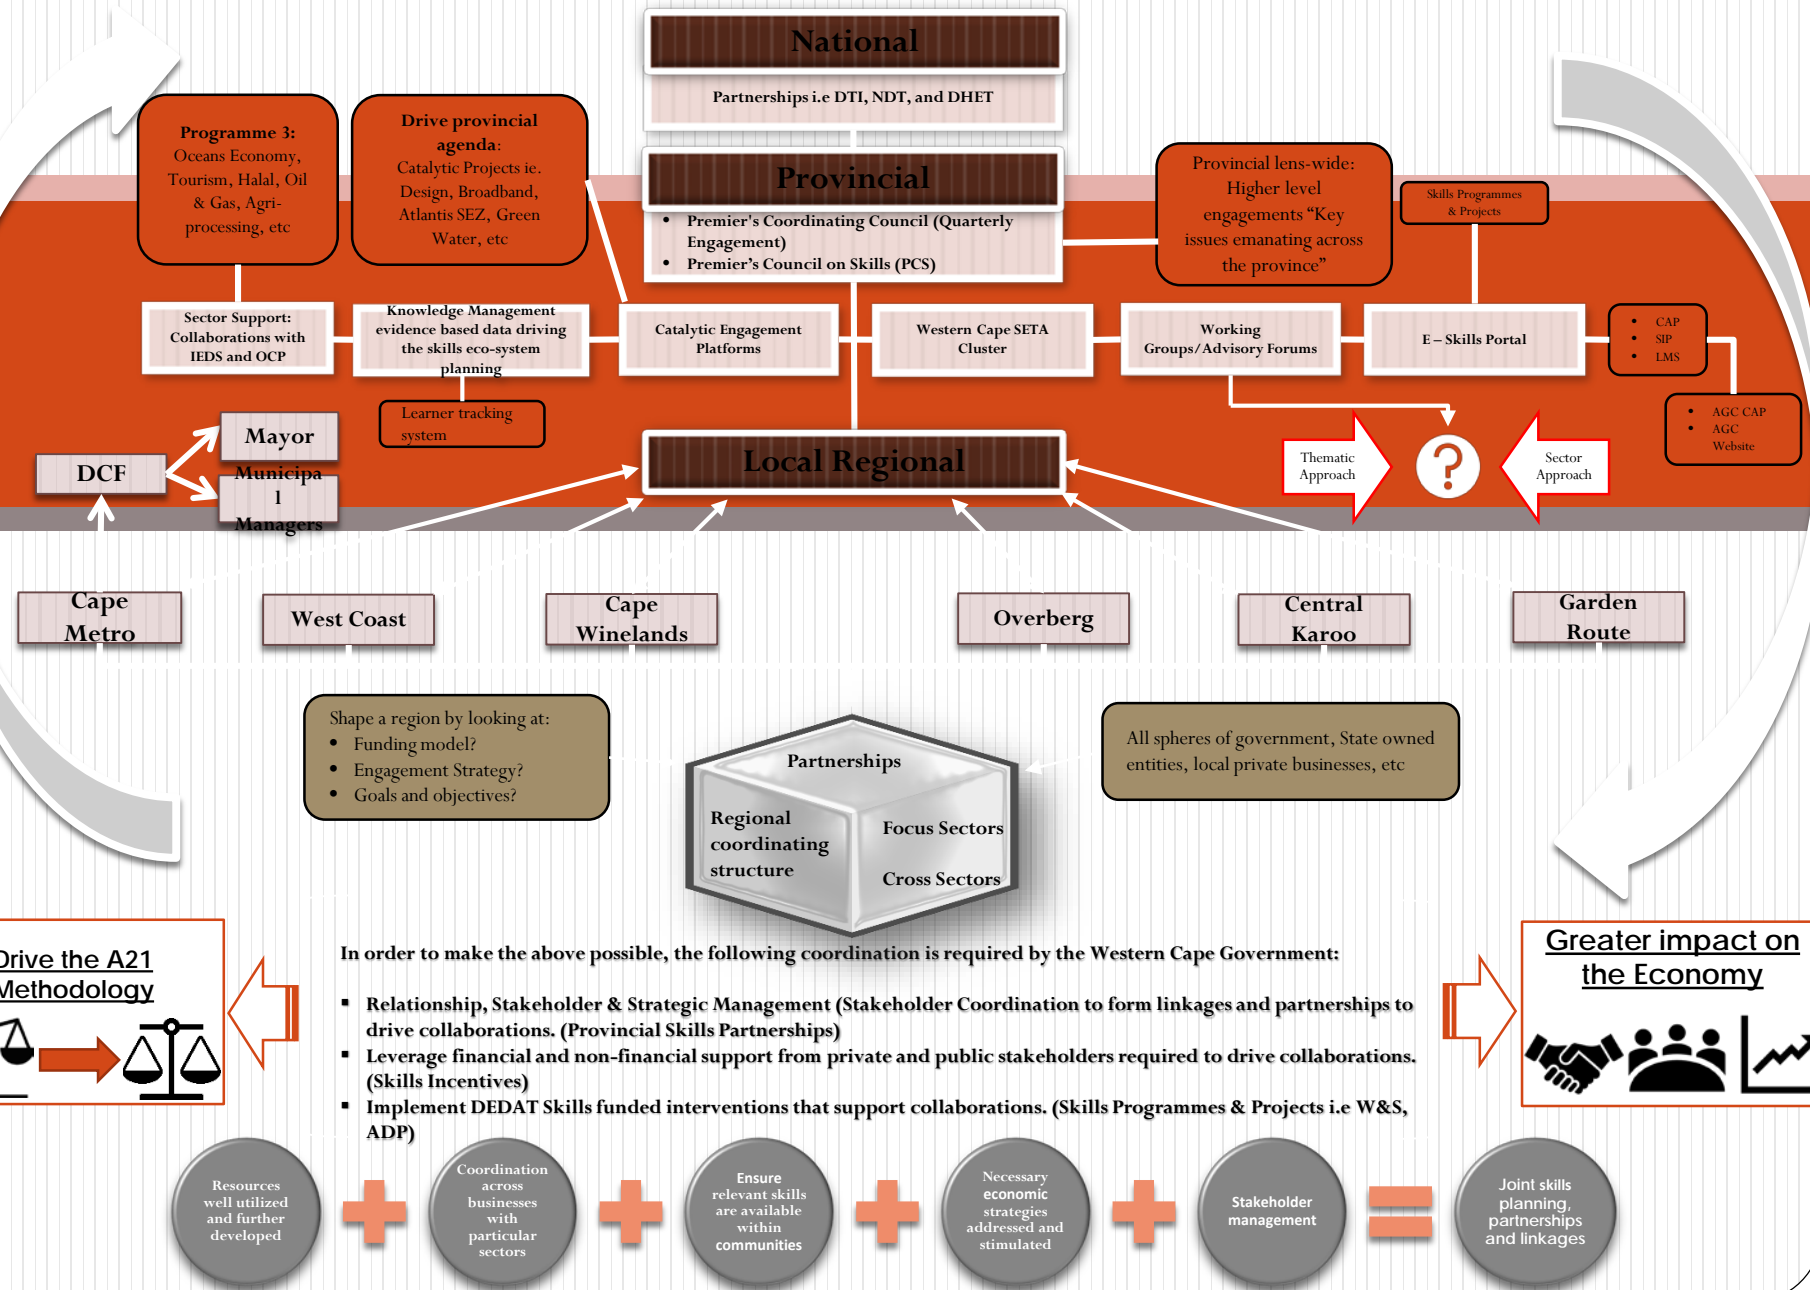 National
Partnerships i.e DTI, NDT, and DHET
Programme 3:
Oceans Economy,
Tourism, Halal, Oil
& Gas, Agri-
processing, etc
Drive provincial
agenda:
Catalytic Projects ie.
Design, Broadband,
Atlantis SEZ, Green
Water, etc
Provincial
• Premier's Coordinating Council (Quarterly
Engagement)
• Premier’s Council on Skills (PCS)
Provincial lens-wide:
Higher level
engagements “Key
issues emanating across
the province”
Skills Programmes
& Projects
Sector Support:
Collaborations with
IEDS and OCP
Knowledge Management
evidence based data driving
the skills eco-system
planning
Catalytic Engagement
Platforms
Western Cape SETA
Cluster
Working
Groups/Advisory Forums
E – Skills Portal
• CAP
• SIP
• LMS
Learner tracking
system
• AGC CAP
• AGC
Website
DCF
Mayor
Municipa
l
Managers
Local Regional
Thematic
Approach
?
Sector
Approach
Cape
Metro
West Coast
Cape
Winelands
Overberg
Central
Karoo
Garden
Route
Shape a region by looking at:
• Funding model?
• Engagement Strategy?
• Goals and objectives?
Partnerships
Regional
coordinating
structure
Focus Sectors
Cross Sectors
All spheres of government, State owned
entities, local private businesses, etc
Drive the A21
Methodology
In order to make the above possible, the following coordination is required by the Western Cape Government:
▪ Relationship, Stakeholder & Strategic Management (Stakeholder Coordination to form linkages and partnerships to
drive collaborations. (Provincial Skills Partnerships)
▪ Leverage financial and non-financial support from private and public stakeholders required to drive collaborations.
(Skills Incentives)
▪ Implement DEDAT Skills funded interventions that support collaborations. (Skills Programmes & Projects i.e W&S,
ADP)
Greater impact on
the Economy
Resources
well utilized
and further
developed
Coordination
across
businesses
with
particular
sectors
Ensure
relevant skills
are available
within
communities
Necessary
economic
strategies
addressed and
stimulated
Stakeholder
management
Joint skills
planning,
partnerships
and linkages